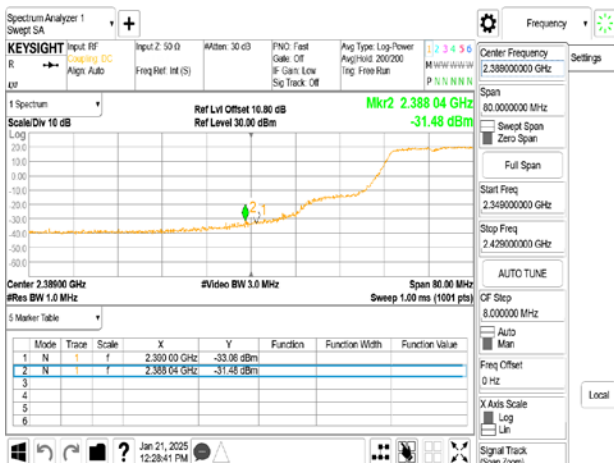 Spectrum Analyzer 1
Swept SA
Frequency
KEYSIGHT
R
Input: RF
Coupling: DC
Align: Auto
Input Z: 50 Ω
Freq Ref: Int (S)
#Atten: 30 dB
PNO: Fast
Gate: Off
IF Gain: Low
Sig Track: Off
Avg Type: Log-Power
Avg|Hold: 200/200
Trig: Free Run
1 2 3 4 5 6
M W W W W W
P N N N N N
1 Spectrum
Scale/Div 10 dB
Ref Lvl Offset 10.80 dB
Ref Level 30.00 dBm
Mkr2 2.388 04 GHz
-31.48 dBm
Log
20.0
10.0
0.00
-10.0
-20.0
-30.0
-40.0
-50.0
-60.0
2
1
Center 2.38900 GHz
#Res BW 1.0 MHz
#Video BW 3.0 MHz
Span 80.00 MHz
Sweep 1.00 ms (1001 pts)
5 Marker Table
Mode Trace Scale X Y Function Function Width Function Value
1 N 1 f 2.390 00 GHz -33.06 dBm
2 N 1 f 2.388 04 GHz -31.48 dBm
3
4
5
6
?
Jan 21, 2025
12:28:41 PM
Center Frequency
2.389000000 GHz
Span
80.0000000 MHz
Swept Span
Zero Span
Full Span
Start Freq
2.349000000 GHz
Stop Freq
2.429000000 GHz
AUTO TUNE
CF Step
8.000000 MHz
Auto
Man
Freq Offset
0 Hz
X Axis Scale
Log
Lin
Signal Track
(Span Zoom)
Settings
Local